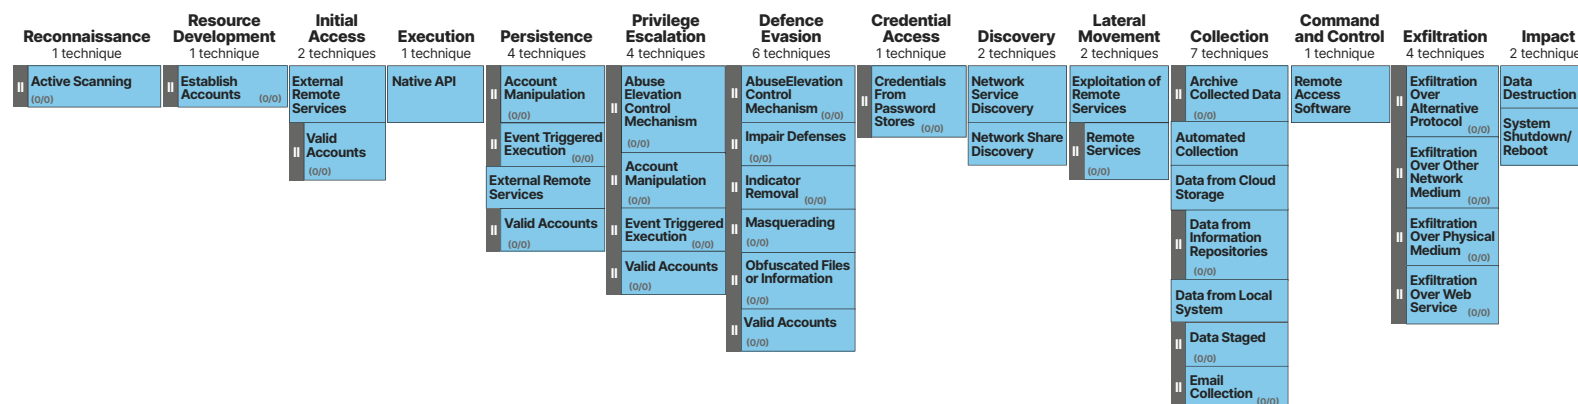 Reconnaissance
1 technique
Active Scanning
(0/0)
Resource
Development
1 technique
Establish
Accounts (0/0)
Initial
Access
2 techniques
External
Remote
Services
Valid
Accounts
(0/0)
Execution
1 technique
Native API
Persistence
4 techniques
Account
Manipulation
(0/0)
Event Triggered
Execution (0/0)
External Remote
Services
Valid Accounts
(0/0)
Privilege
Escalation
4 techniques
Abuse
Elevation
Control
Mechanism
(0/0)
Account
Manipulation
(0/0)
Event Triggered
Execution (0/0)
Valid Accounts
(0/0)
Defence
Evasion
6 techniques
AbuseElevation
Control
Mechanism (0/0)
Impair Defenses
(0/0)
Indicator
Removal (0/0)
Masquerading
(0/0)
Obfuscated Files
or Information
(0/0)
Valid Accounts
(0/0)
Credential
Access
1 technique
Credentials
From
Password
Stores (0/0)
Discovery
2 techniques
Network
Service
Discovery
Network Share
Discovery
Lateral
Movement
2 techniques
Exploitation of
Remote
Services
Remote
Services
(0/0)
Collection
7 techniques
Archive
Collected Data
(0/0)
Automated
Collection
Data from Cloud
Storage
Data from
Information
Repositories
(0/0)
Data from Local
System
Data Staged
(0/0)
Email
Collection (0/0)
Command
and Control
1 technique
Remote
Access
Software
Exfiltration
4 techniques
Exfiltration
Over
Alternative
Protocol (0/0)
Exfiltration
Over Other
Network
Medium (0/0)
Exfiltration
Over Physical
Medium (0/0)
Exfiltration
Over Web
Service (0/0)
Impact
2 technique
Data
Destruction
System
Shutdown/
Reboot